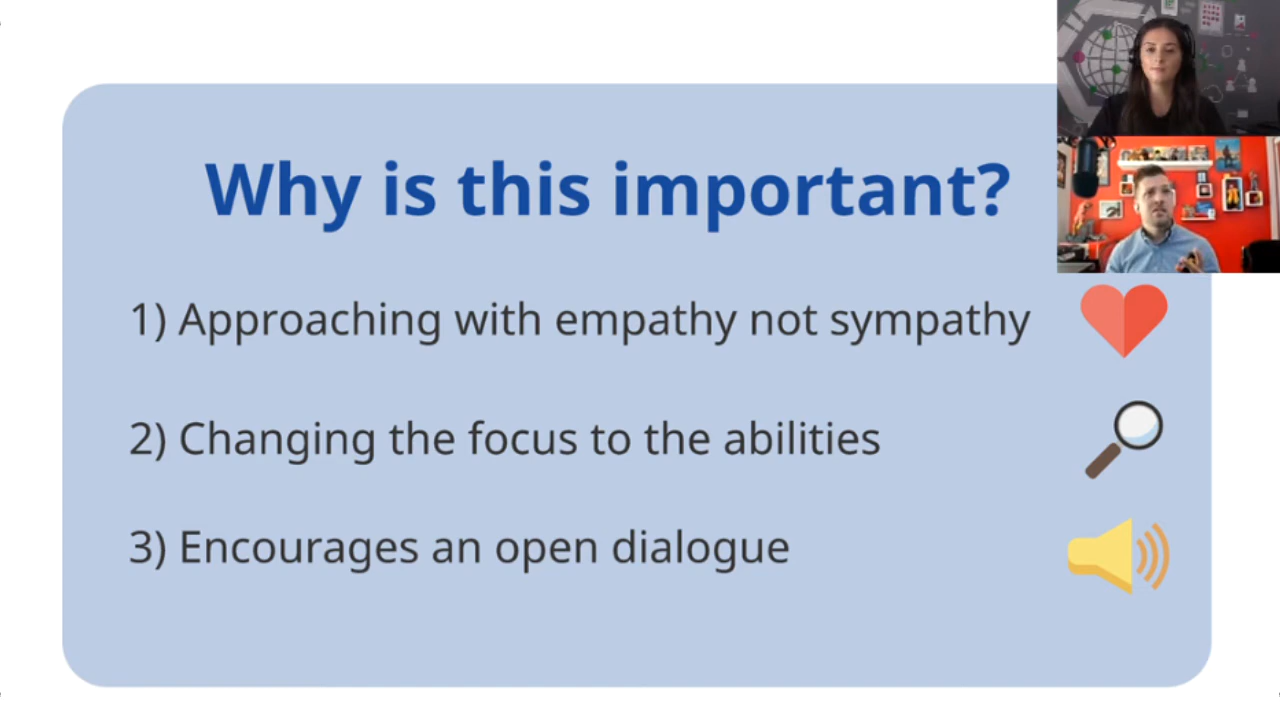 Why is this important?
1) Approaching with empathy not sympathy
2) Changing the focus to the abilities
3) Encourages an open dialogue